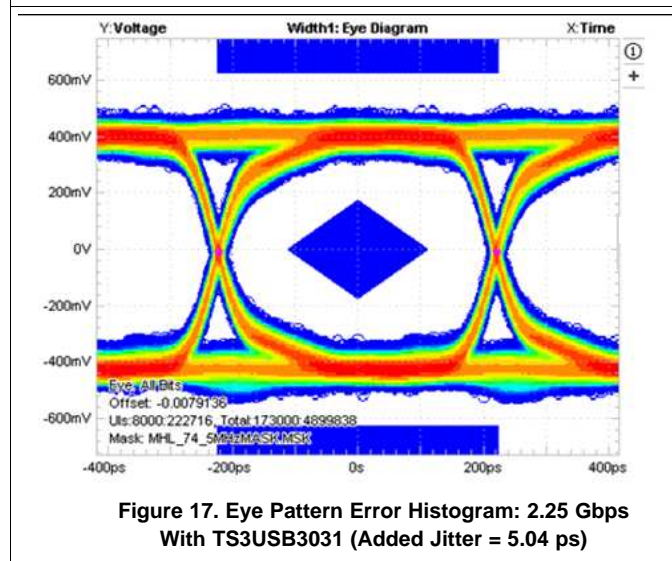 Y:Voltage Width1: Eye Diagram X:Time
600mV
400mV
200mV
0V
-200mV
-400mV
-600mV
Eye: All Bits
Offset: -0.0079136
UIs:8000:222716, Total:173000:4899838
Mask: MHL_74_5MHzMASK.MSK
-400ps -200ps 0s 200ps 400ps
1
+
Figure 17. Eye Pattern Error Histogram: 2.25 Gbps
With TS3USB3031 (Added Jitter = 5.04 ps)